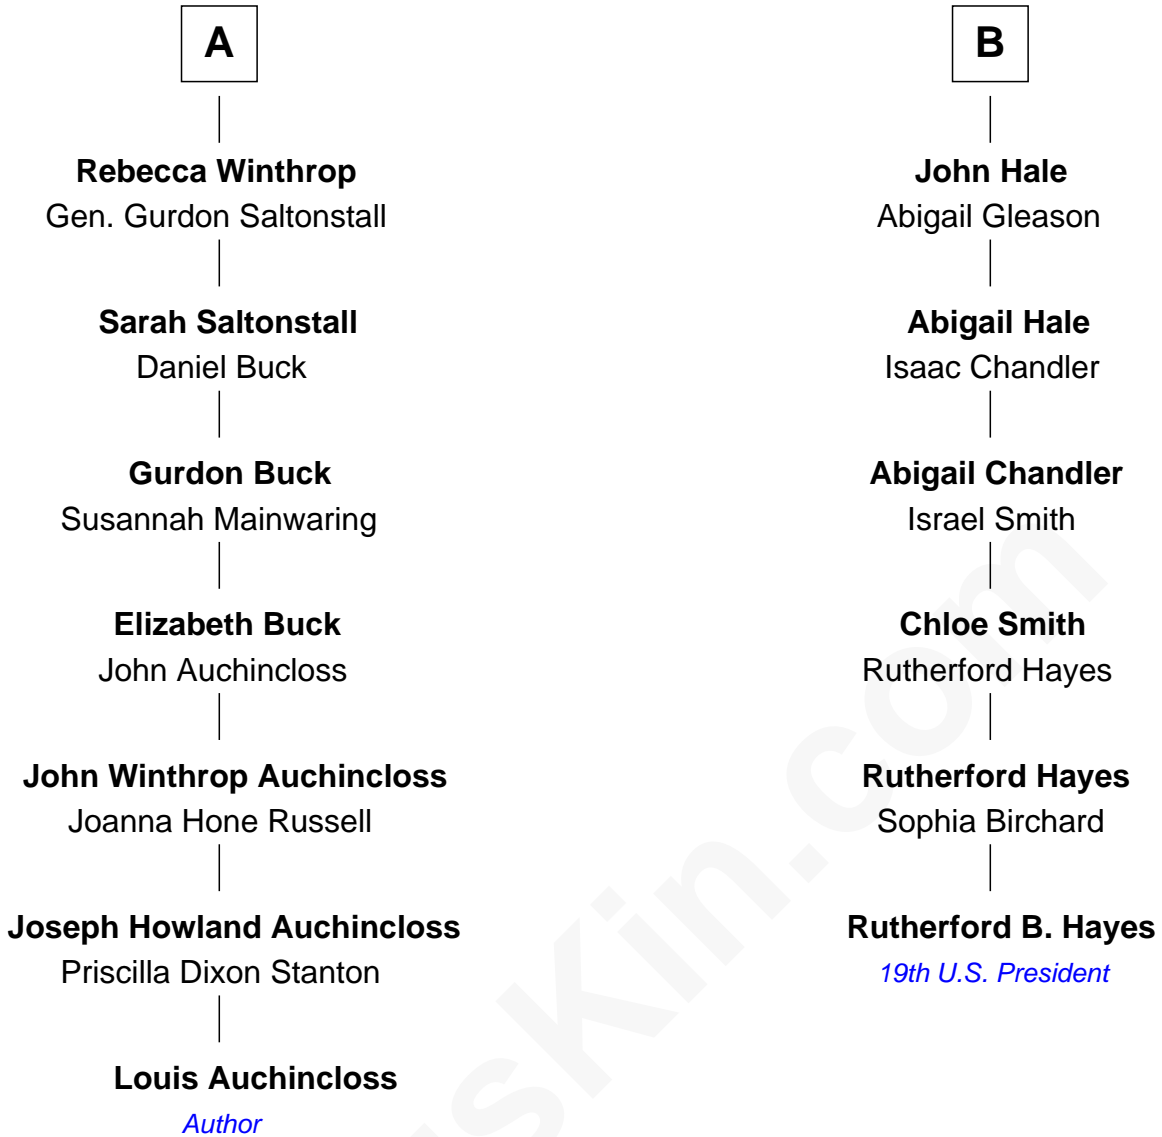 A
Rebecca Winthrop
Gen. Gurdon Saltonstall
Sarah Saltonstall
Daniel Buck
Gurdon Buck
Susannah Mainwaring
Elizabeth Buck
John Auchincloss
John Winthrop Auchincloss
Joanna Hone Russell
Joseph Howland Auchincloss
Priscilla Dixon Stanton
Louis Auchincloss
Author
B
John Hale
Abigail Gleason
Abigail Hale
Isaac Chandler
Abigail Chandler
Israel Smith
Chloe Smith
Rutherford Hayes
Rutherford Hayes
Sophia Birchard
Rutherford B. Hayes
19th U.S. President
usKin.com